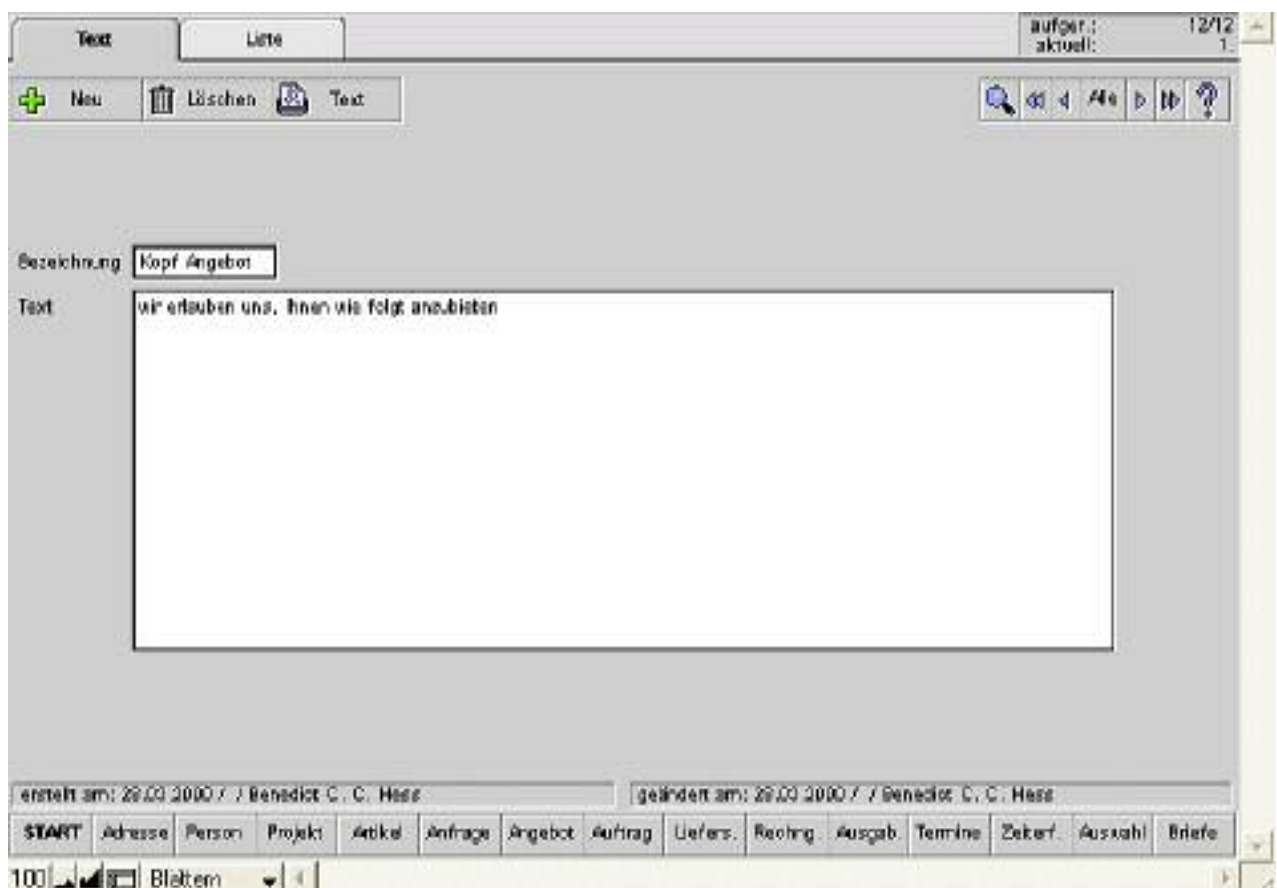 Text Liste aufger.: 12/12
aktuell: 1.
Neu Löschen Text Alle
Bezeichnung Kopf Angebot
Text wir erlauben uns, Ihnen wie folgt anzubieten
erstellt am: 28.03.2000 / / Benedict C. C. Hess geändert am: 28.03.2000 / / Benedict C. C. Hess
START Adresse Person Projekt Artikel Anfrage Angebot Auftrag Liefers. Rechng. Ausgab. Termine Zeiterf. Auswahl Briefe
100 Blättern